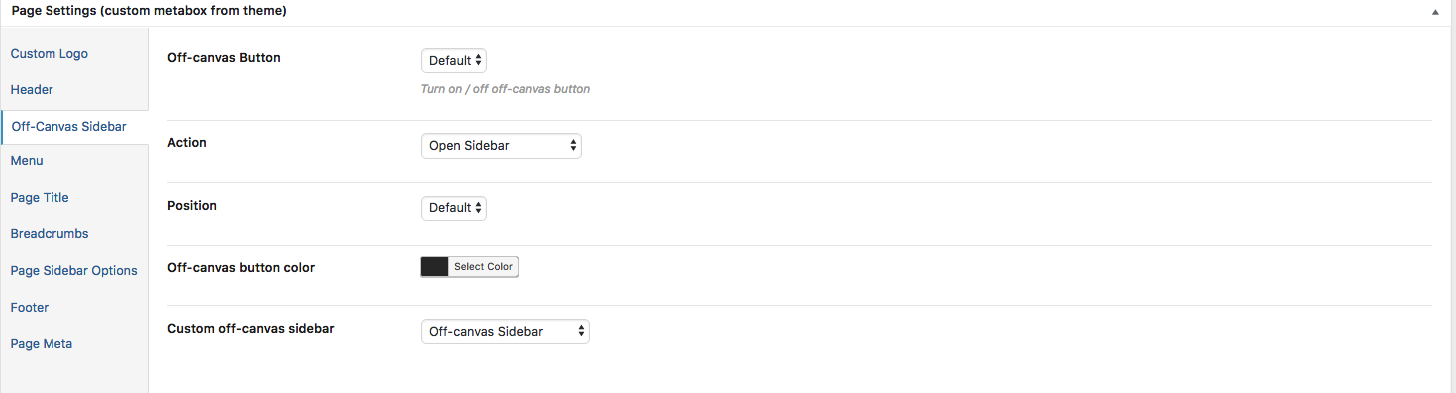 Page Settings (custom metabox from theme)
Custom Logo
Header
Off-Canvas Sidebar
Menu
Page Title
Breadcrumbs
Page Sidebar Options
Footer
Page Meta
Off-canvas Button
Default
Turn on / off off-canvas button
Action
Open Sidebar
Position
Default
Off-canvas button color
Select Color
Custom off-canvas sidebar
Off-canvas Sidebar